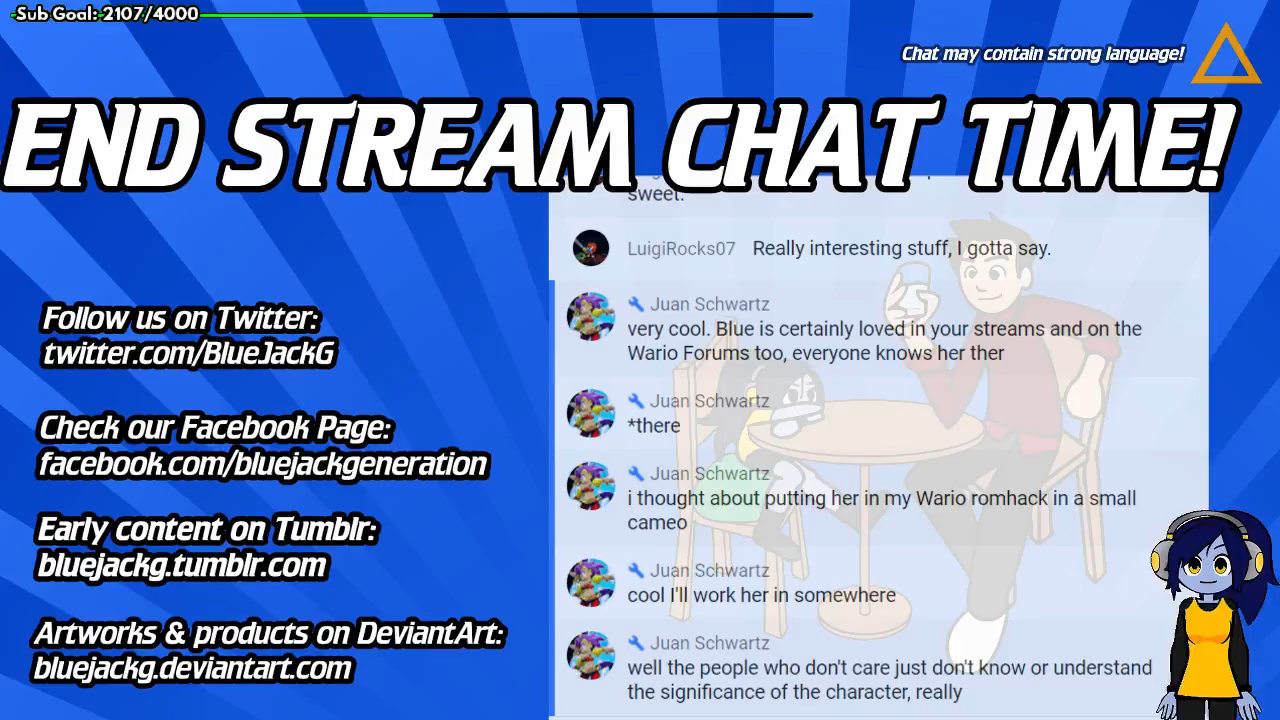 Sub Goal: 2107/4000
Chat may contain strong language!
END STREAM CHAT TIME!
Follow us on Twitter:
twitter.com/BlueJackG
Check our Facebook Page:
facebook.com/bluejackgeneration
Early content on Tumblr:
bluejackg.tumblr.com
Artworks & products on DeviantArt:
bluejackg.deviantart.com
sweet.
LuigiRocks07 Really interesting stuff, I gotta say.
Juan Schwartz
very cool. Blue is certainly loved in your streams and on the
Wario Forums too, everyone knows her ther
Juan Schwartz
*there
Juan Schwartz
i thought about putting her in my Wario romhack in a small
cameo
Juan Schwartz
cool I'll work her in somewhere
Juan Schwartz
well the people who don't care just don't know or understand
the significance of the character, really